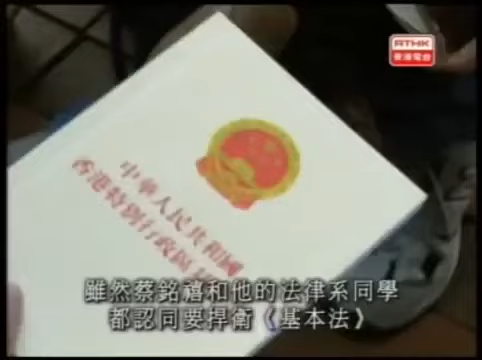 RTHK
香港電台
中華人民共和國
香港特別行政區
雖然蔡銘禧和他的法律系同學
都認同要捍衛《基本法》